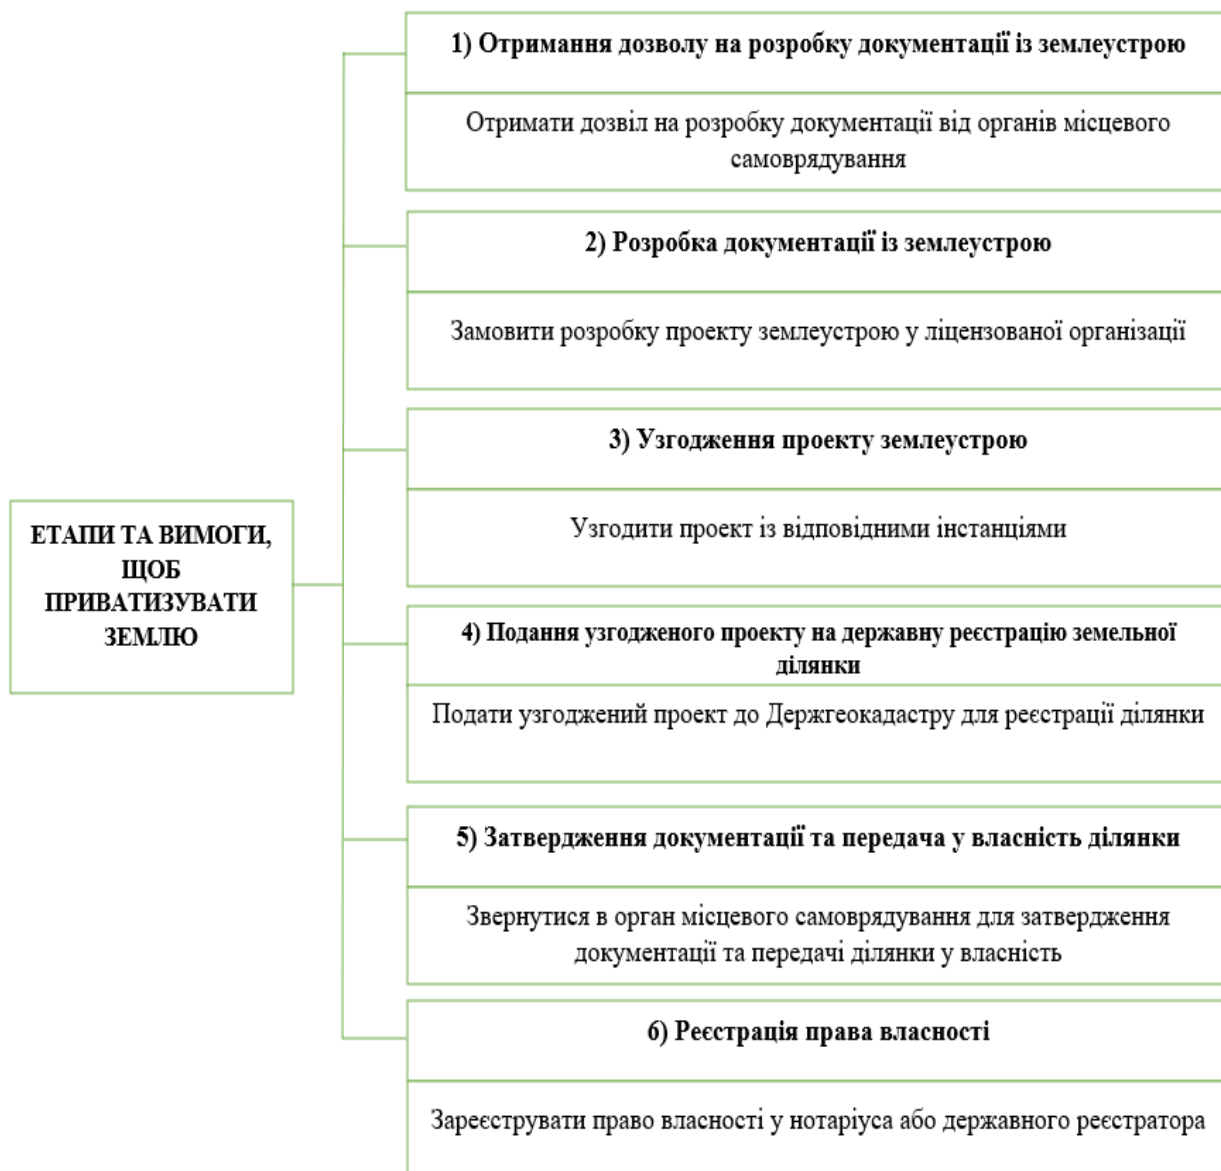 1) Отримання дозволу на розробку документації із землеустрою
Отримати дозвіл на розробку документації від органів місцевого
самоврядування
2) Розробка документації із землеустрою
Замовити розробку проекту землеустрою у ліцензованої організації
3) Узгодження проекту землеустрою
Узгодити проект із відповідними інстанціями
ЕТАПИ ТА ВИМОГИ,
ЩОБ
ПРИВАТИЗУВАТИ
ЗЕМЛЮ
4) Подання узгодженого проекту на державну реєстрацію земельної
ділянки
Подати узгоджений проект до Держгеокадастру для реєстрації ділянки
5) Затвердження документації та передача у власність ділянки
Звернутися в орган місцевого самоврядування для затвердження
документації та передачі ділянки у власність
6) Реєстрація права власності
Зареєструвати право власності у нотаріуса або державного реєстратора